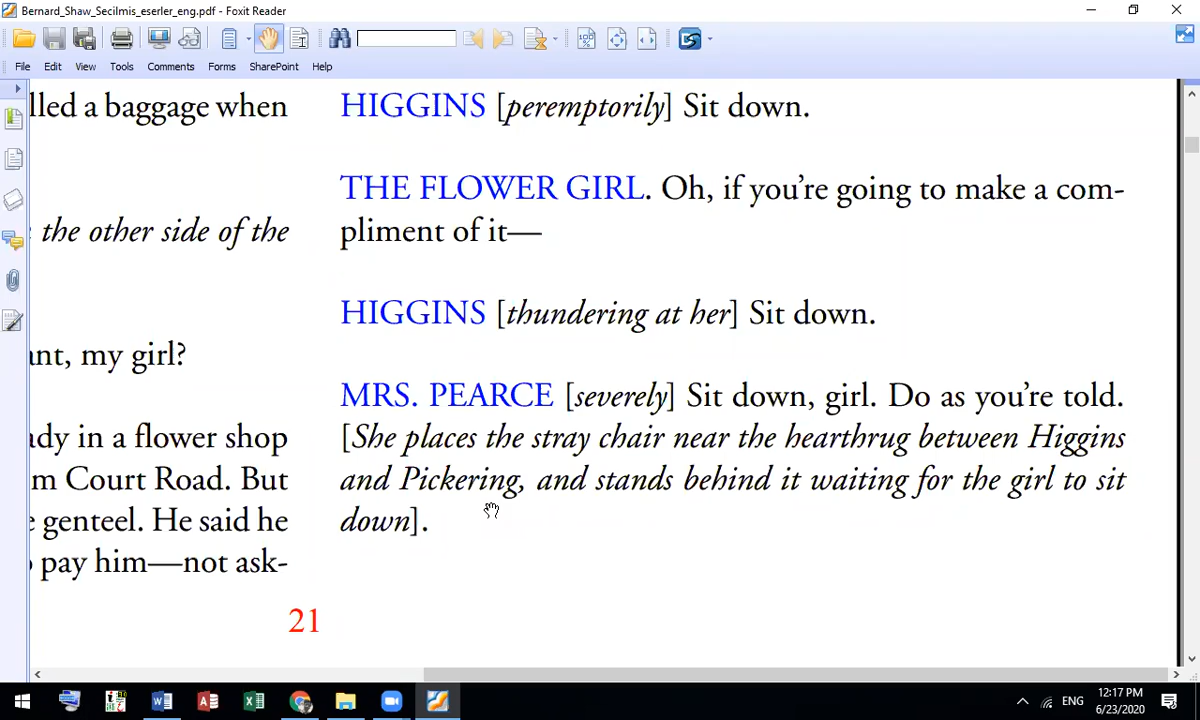 Bernard_Shaw_Secilmis_eserler_eng.pdf - Foxit Reader
File Edit View Tools Comments Forms SharePoint Help
lled a baggage when
the other side of the
ant, my girl?
ady in a flower shop
m Court Road. But
e genteel. He said he
pay him—not ask-
HIGGINS [peremptorily] Sit down.
THE FLOWER GIRL. Oh, if you're going to make a com-
pliment of it—
HIGGINS [thundering at her] Sit down.
MRS. PEARCE [severely] Sit down, girl. Do as you're told.
[She places the stray chair near the hearthrug between Higgins
and Pickering, and stands behind it waiting for the girl to sit
down].
21
ENG
12:17 PM
6/23/2020